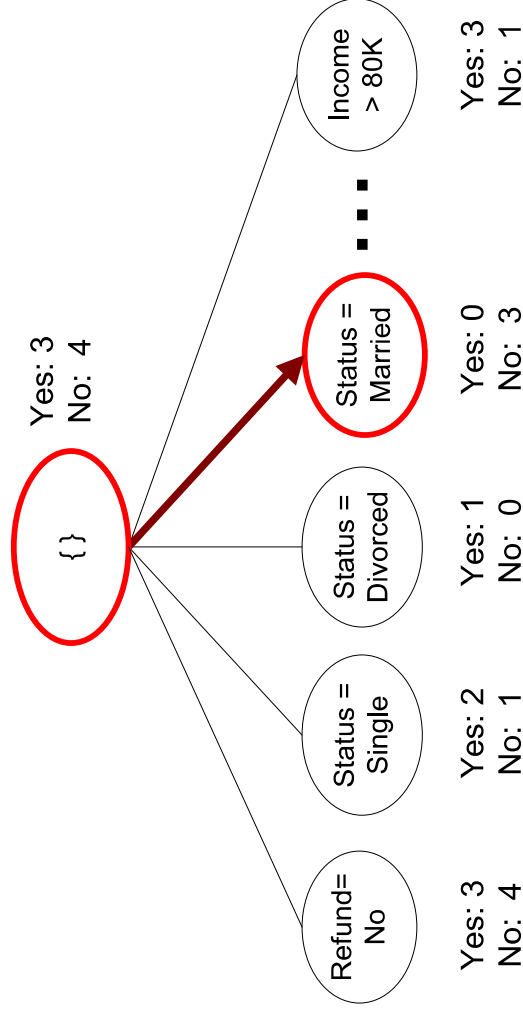 { }
Yes: 3
No: 4
Refund=
No
Status =
Single
Status =
Divorced
Status =
Married
...
Income
> 80K
Yes: 3
No: 4
Yes: 2
No: 1
Yes: 1
No: 0
Yes: 0
No: 3
Yes: 3
No: 1